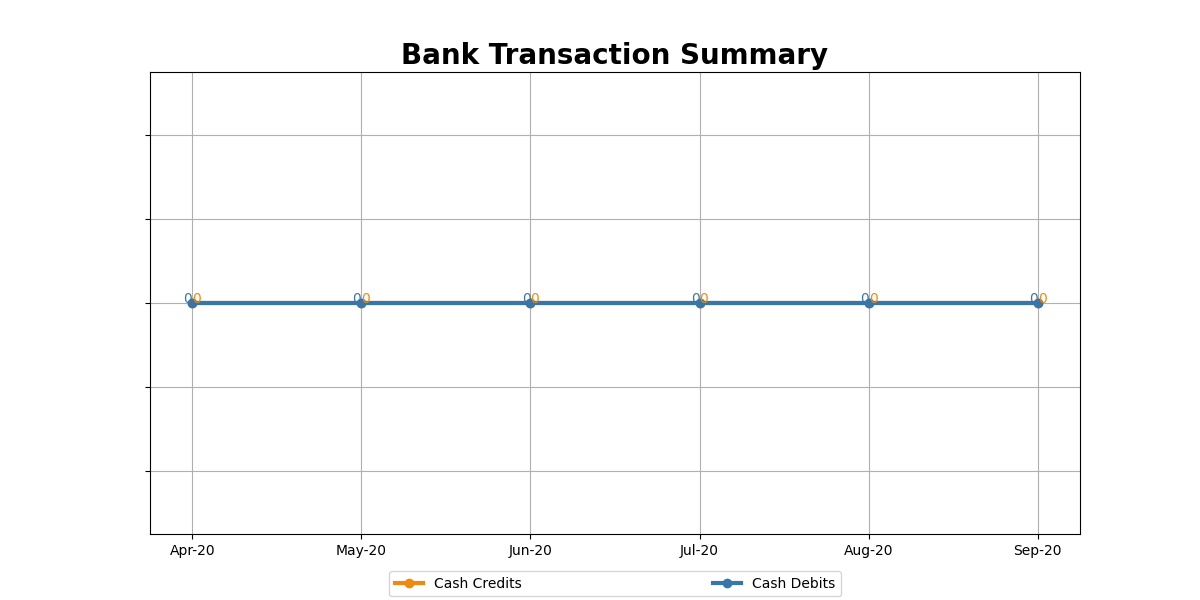 Bank Transaction Summary
0 0 0 0 0 0 0 0 0 0 0 0
Apr-20 May-20 Jun-20 Jul-20 Aug-20 Sep-20
Cash Credits Cash Debits